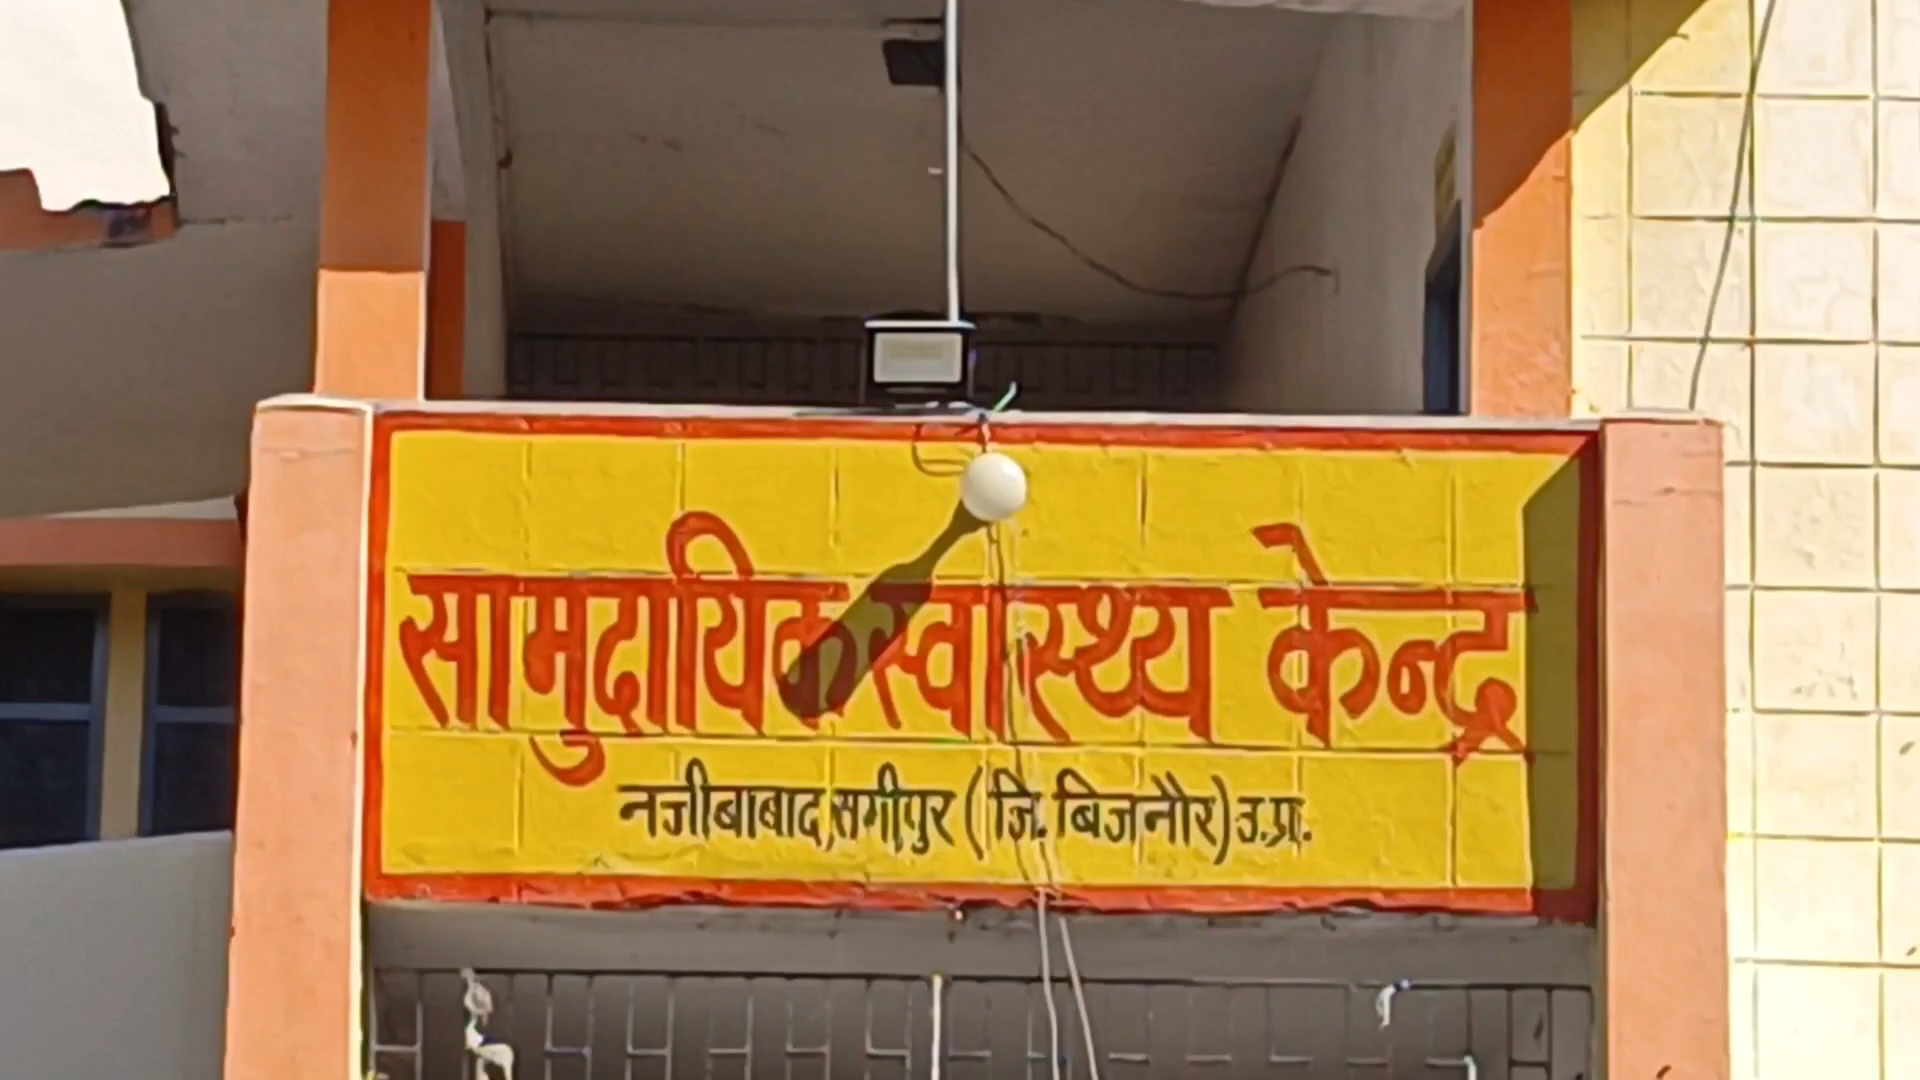 सामुदायिक स्वास्थ्य केन्द्र
नजीबाबाद, समीपुर (जि. बिजनौर) उ.प्र.